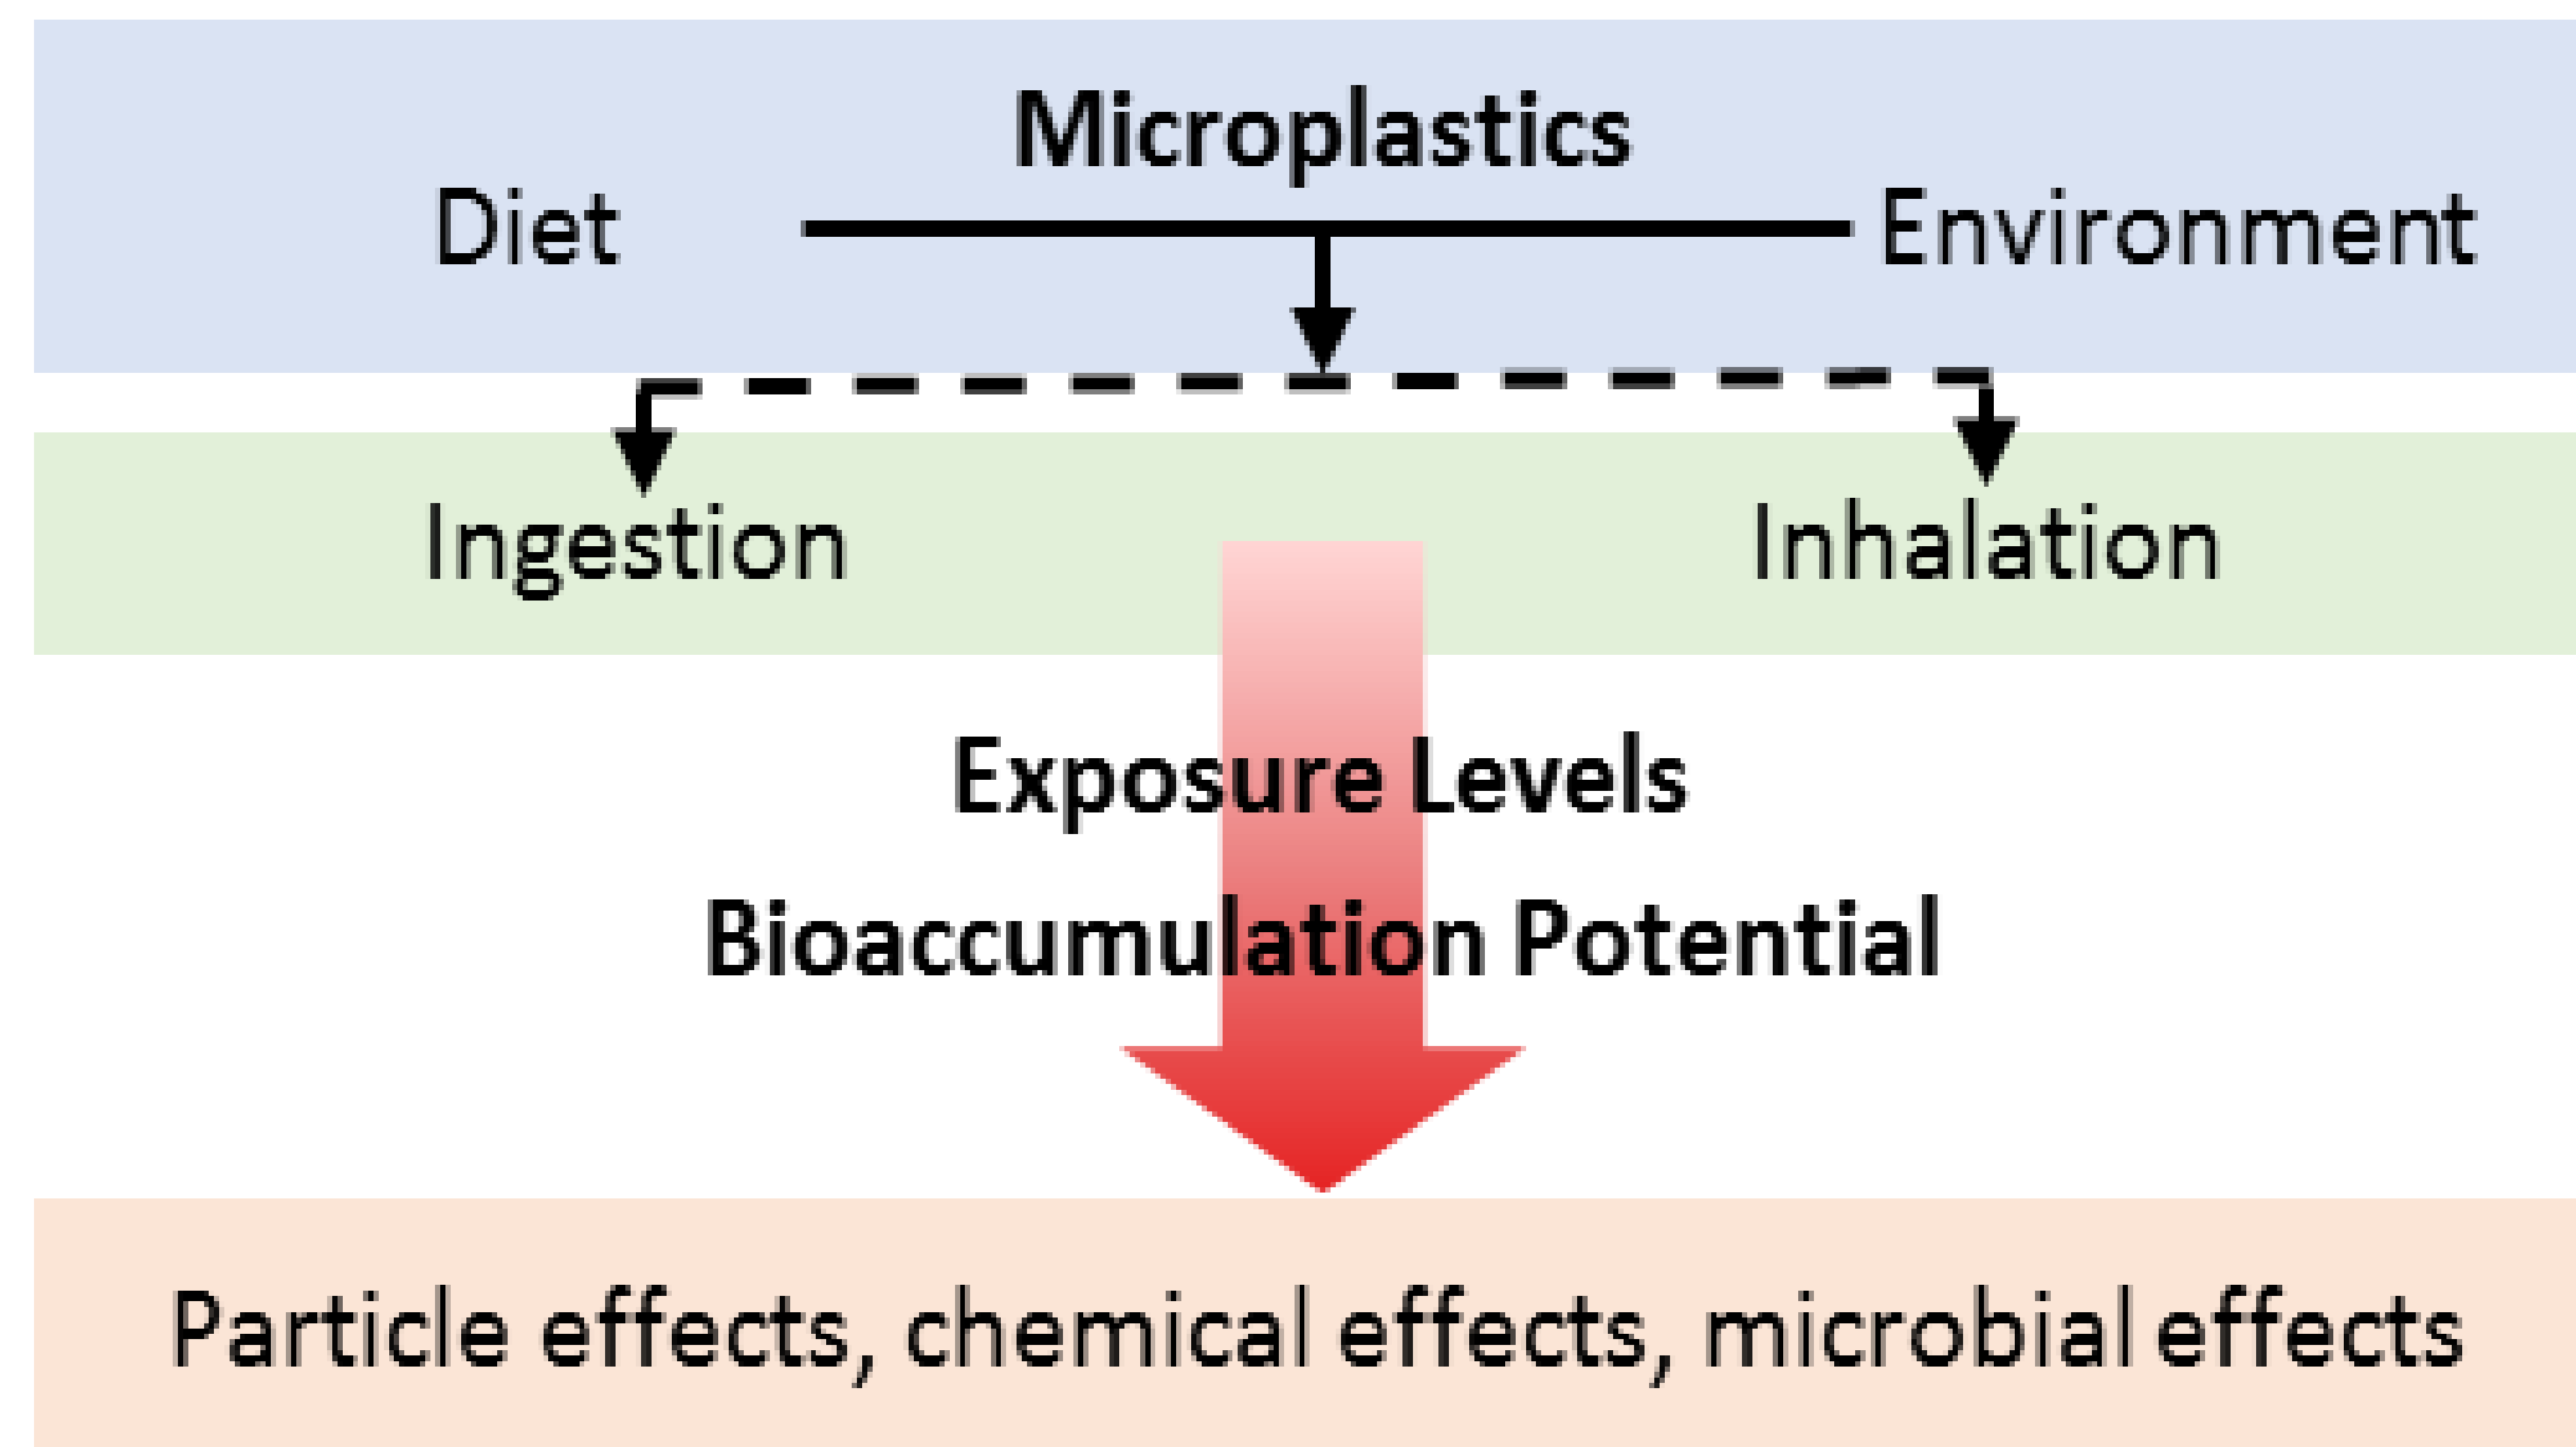 Microplastics
Diet
Environment
Ingestion
Inhalation
Exposure Levels
Bioaccumulation Potential
Particle effects, chemical effects, microbial effects